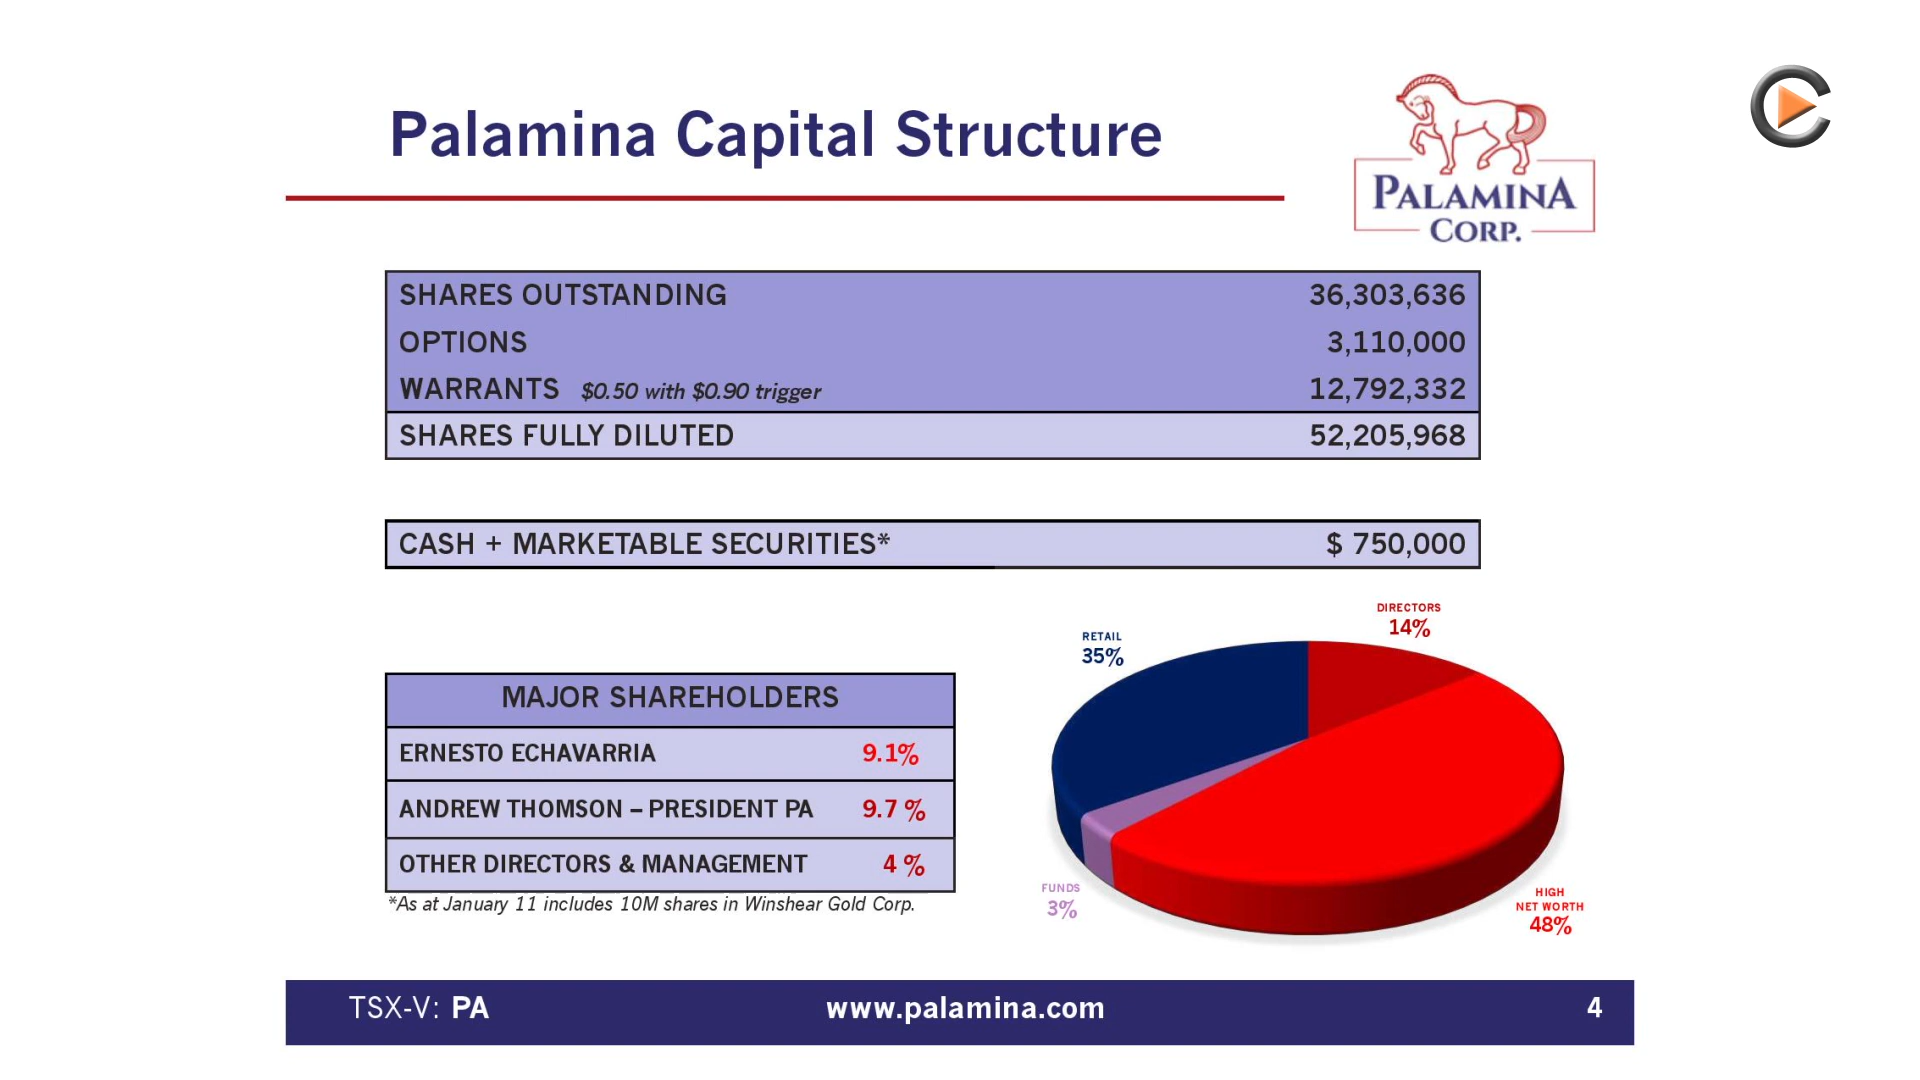 Palamina Capital Structure
PALAMINA
CORP.
SHARES OUTSTANDING 36,303,636
OPTIONS 3,110,000
WARRANTS $0.50 with $0.90 trigger 12,792,332
SHARES FULLY DILUTED 52,205,968
CASH + MARKETABLE SECURITIES* $ 750,000
MAJOR SHAREHOLDERS
ERNESTO ECHAVARRIA 9.1%
ANDREW THOMSON – PRESIDENT PA 9.7 %
OTHER DIRECTORS & MANAGEMENT 4 %
*As at January 11 includes 10M shares in Winshear Gold Corp.
DIRECTORS
14%
RETAIL
35%
FUNDS
3%
HIGH
NET WORTH
48%
TSX-V: PA www.palamina.com 4